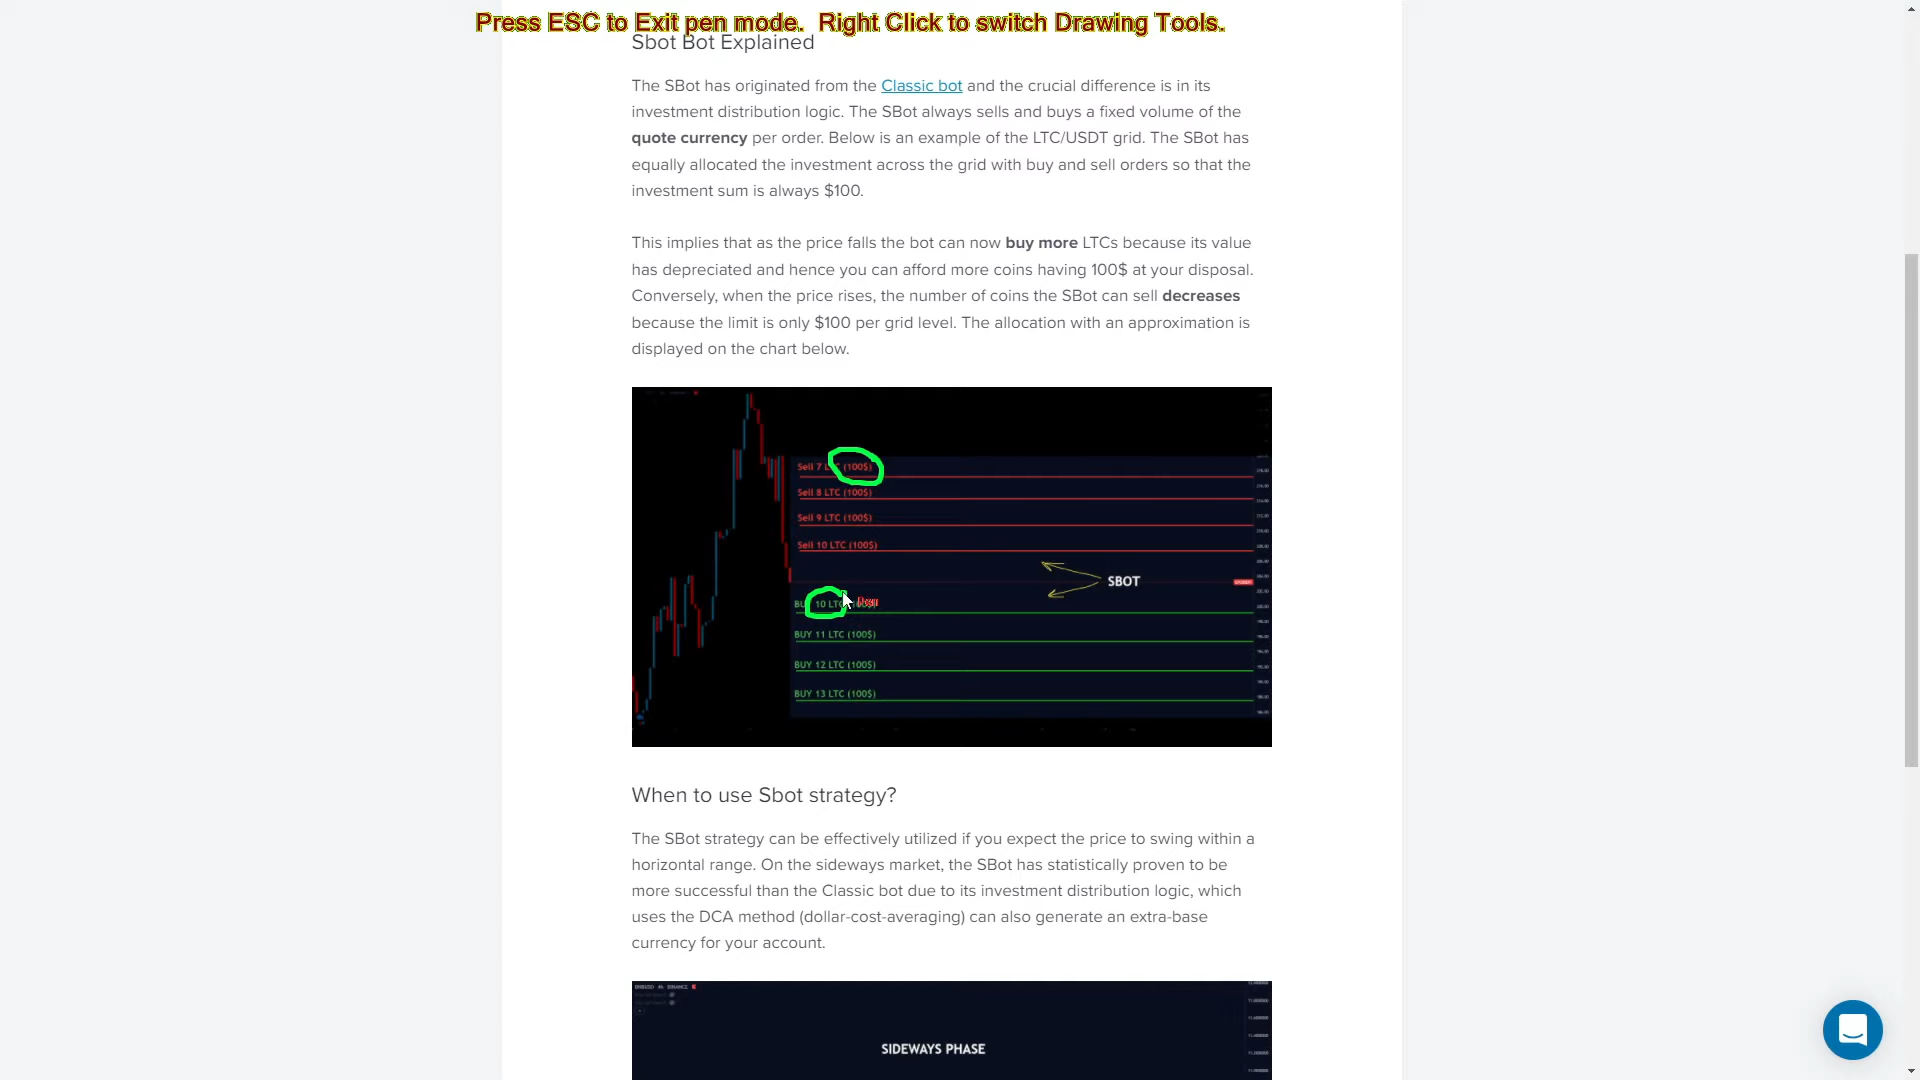 Press ESC to Exit pen mode.  Right Click to switch Drawing Tools.
Sbot Bot Explained
The SBot has originated from the Classic bot and the crucial difference is in its
investment distribution logic. The SBot always sells and buys a fixed volume of the
quote currency per order. Below is an example of the LTC/USDT grid. The SBot has
equally allocated the investment across the grid with buy and sell orders so that the
investment sum is always $100.
This implies that as the price falls the bot can now buy more LTCs because its value
has depreciated and hence you can afford more coins having 100$ at your disposal.
Conversely, when the price rises, the number of coins the SBot can sell decreases
because the limit is only $100 per grid level. The allocation with an approximation is
displayed on the chart below.
Sell 7 LTC (100$)
Sell 8 LTC (100$)
Sell 9 LTC (100$)
Sell 10 LTC (100$)
SBOT
BUY 10 LTC (100$)
Pen
BUY 11 LTC (100$)
BUY 12 LTC (100$)
BUY 13 LTC (100$)
When to use Sbot strategy?
The SBot strategy can be effectively utilized if you expect the price to swing within a
horizontal range. On the sideways market, the SBot has statistically proven to be
more successful than the Classic bot due to its investment distribution logic, which
uses the DCA method (dollar-cost-averaging) can also generate an extra-base
currency for your account.
SIDEWAYS PHASE